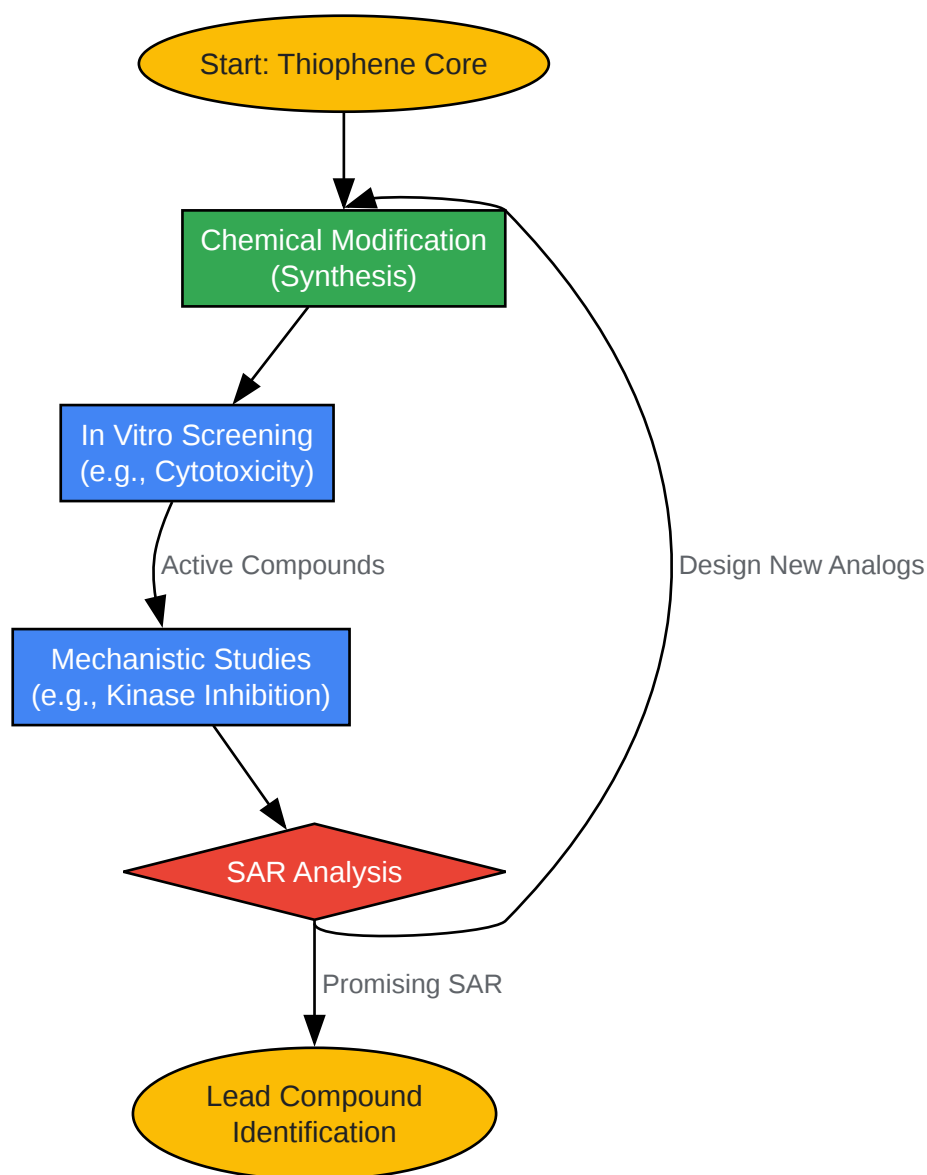 Start: Thiophene Core
Chemical Modification
(Synthesis)
In Vitro Screening
(e.g., Cytotoxicity)
Active Compounds
Design New Analogs
Mechanistic Studies
(e.g., Kinase Inhibition)
SAR Analysis
Promising SAR
Lead Compound
Identification